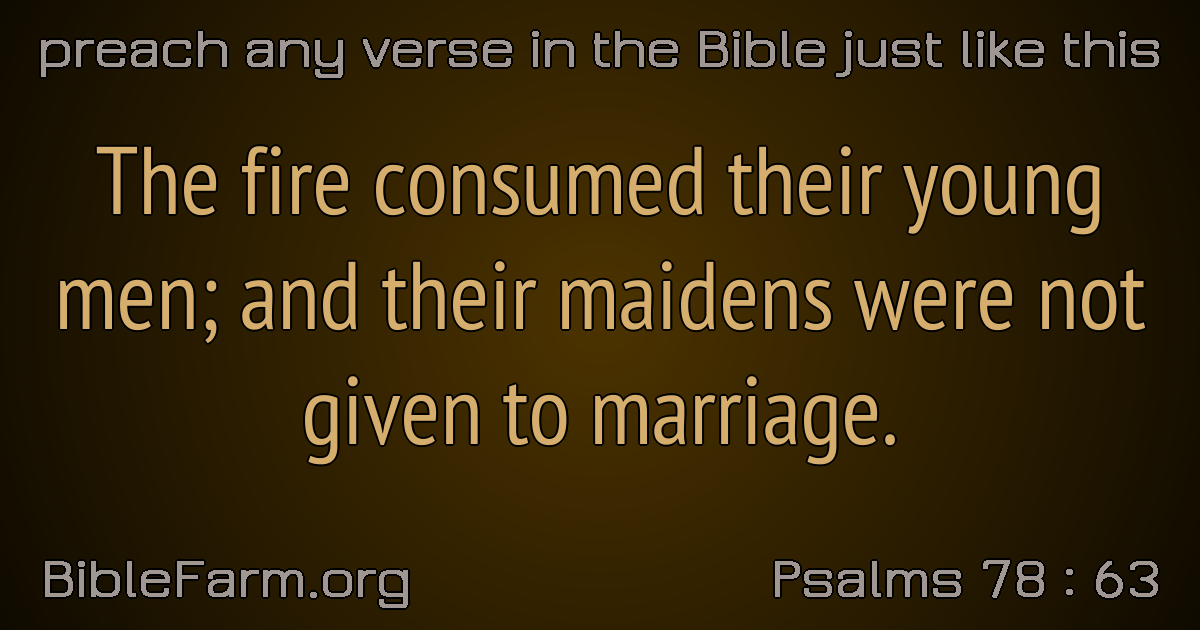 preach any verse in the Bible just like this
The fire consumed their young
men; and their maidens were not
given to marriage.
BibleFarm.org
Psalms 78 : 63